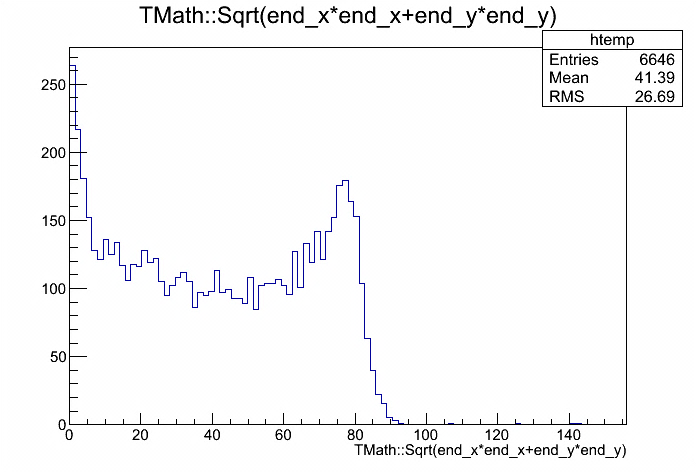 TMath::Sqrt(end_x*end_x+end_y*end_y)
htemp
Entries 6646
Mean 41.39
RMS 26.69
250
200
150
100
50
0
0 20 40 60 80 100 120 140
TMath::Sqrt(end_x*end_x+end_y*end_y)